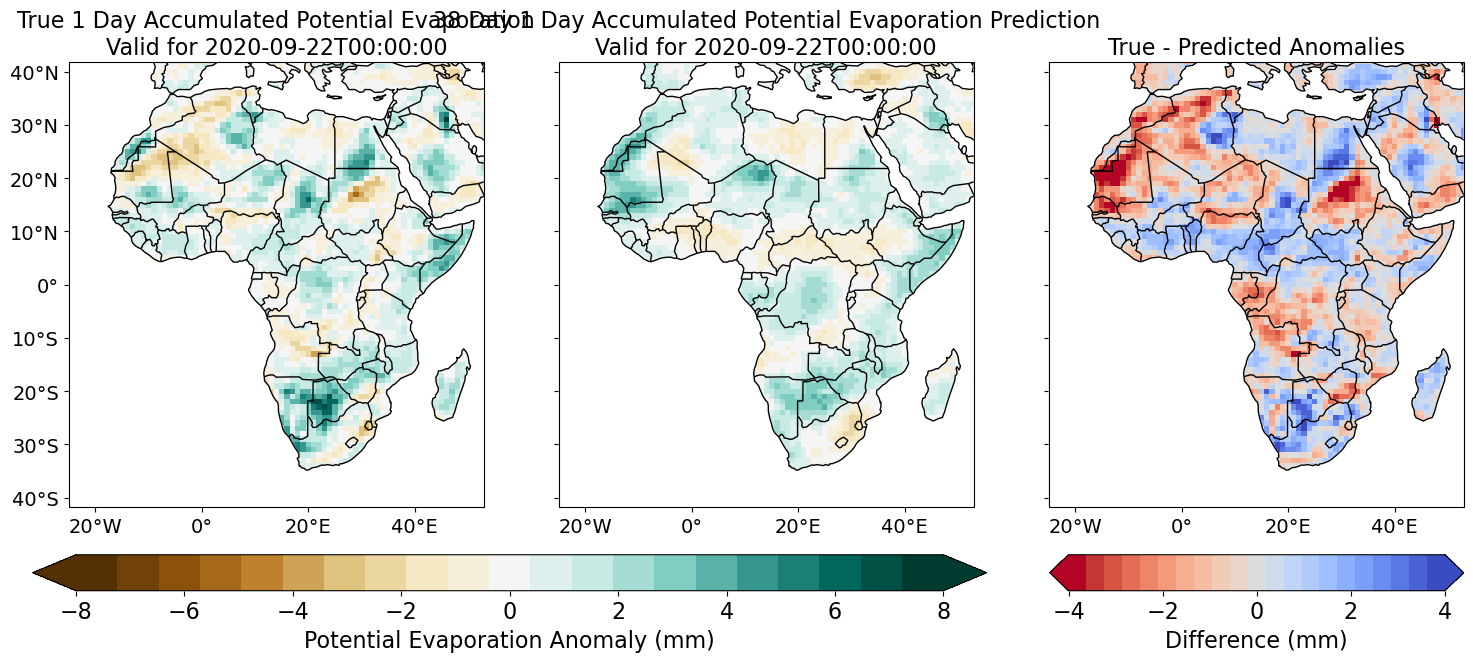 True 1 Day Accumulated Potential Evaporation
38 Day 1 Day Accumulated Potential Evaporation Prediction
Valid for 2020-09-22T00:00:00
Valid for 2020-09-22T00:00:00
True - Predicted Anomalies
40°N
30°N
20°N
10°N
0°
10°S
20°S
30°S
40°S
20°W 0° 20°E 40°E
20°W 0° 20°E 40°E
20°W 0° 20°E 40°E
−8 −6 −4 −2 0 2 4 6 8
Potential Evaporation Anomaly (mm)
−4 −2 0 2 4
Difference (mm)